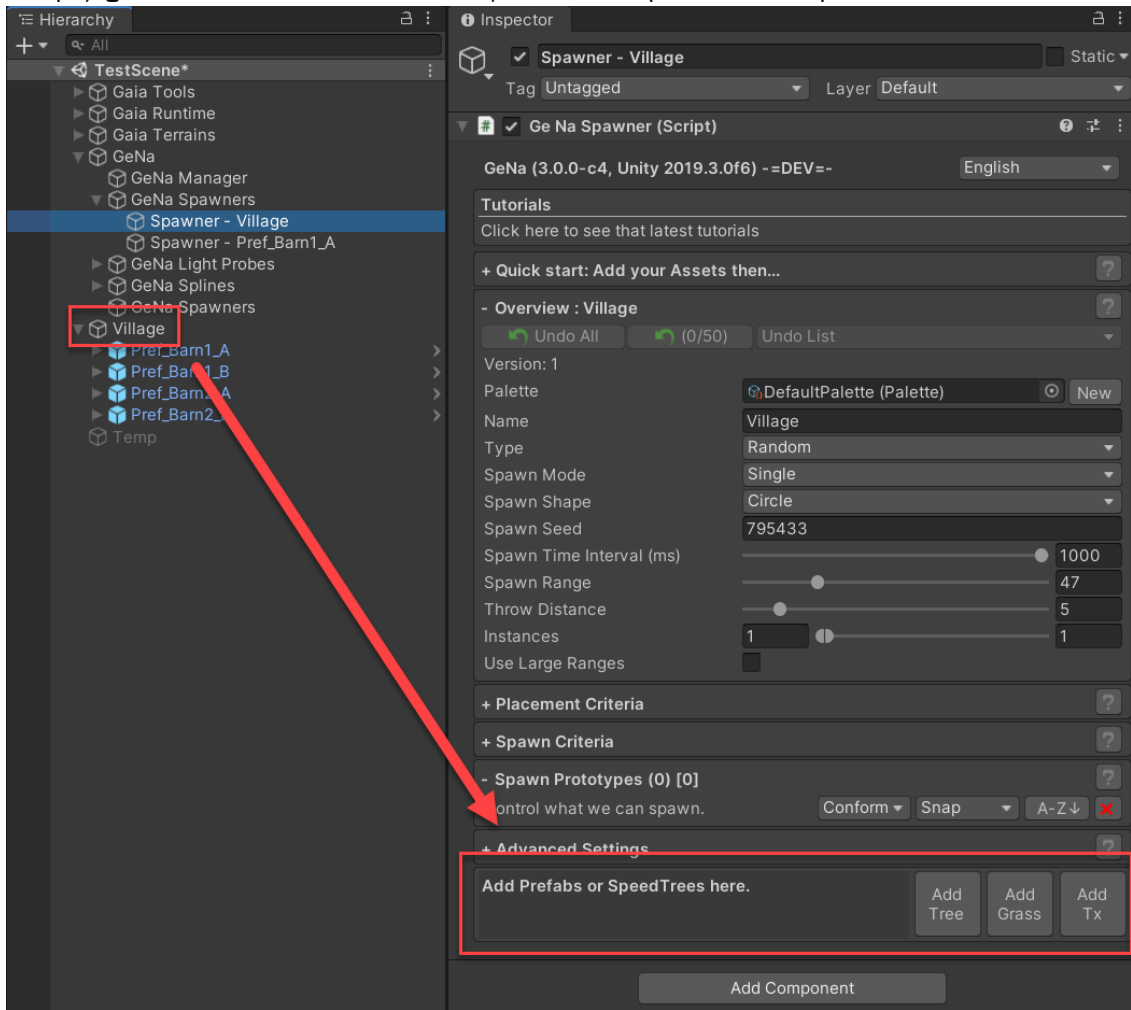 Hierarchy
All
TestScene*
Gaia Tools
Gaia Runtime
Gaia Terrains
GeNa
GeNa Manager
GeNa Spawners
Spawner - Village
Spawner - Pref_Barn1_A
GeNa Light Probes
GeNa Splines
GeNa Spawners
Village
Pref_Barn1_A
Pref_Barn1_B
Pref_Barn2_A
Pref_Barn2_
Temp
Inspector
Spawner - Village
Static
Tag Untagged Layer Default
# Ge Na Spawner (Script)
GeNa (3.0.0-c4, Unity 2019.3.0f6) -=DEV=- English
Tutorials
Click here to see that latest tutorials
+ Quick start: Add your Assets then... ?
- Overview : Village ?
Undo All (0/50) Undo List
Version: 1
Palette DefaultPalette (Palette) New
Name Village
Type Random
Spawn Mode Single
Spawn Shape Circle
Spawn Seed 795433
Spawn Time Interval (ms) 1000
Spawn Range 47
Throw Distance 5
Instances 1 1
Use Large Ranges
+ Placement Criteria ?
+ Spawn Criteria ?
- Spawn Prototypes (0) [0] ?
ontrol what we can spawn. Conform Snap A-Z↓
+ Advanced Settings ?
Add Prefabs or SpeedTrees here.
Add Tree
Add Grass
Add Tx
Add Component